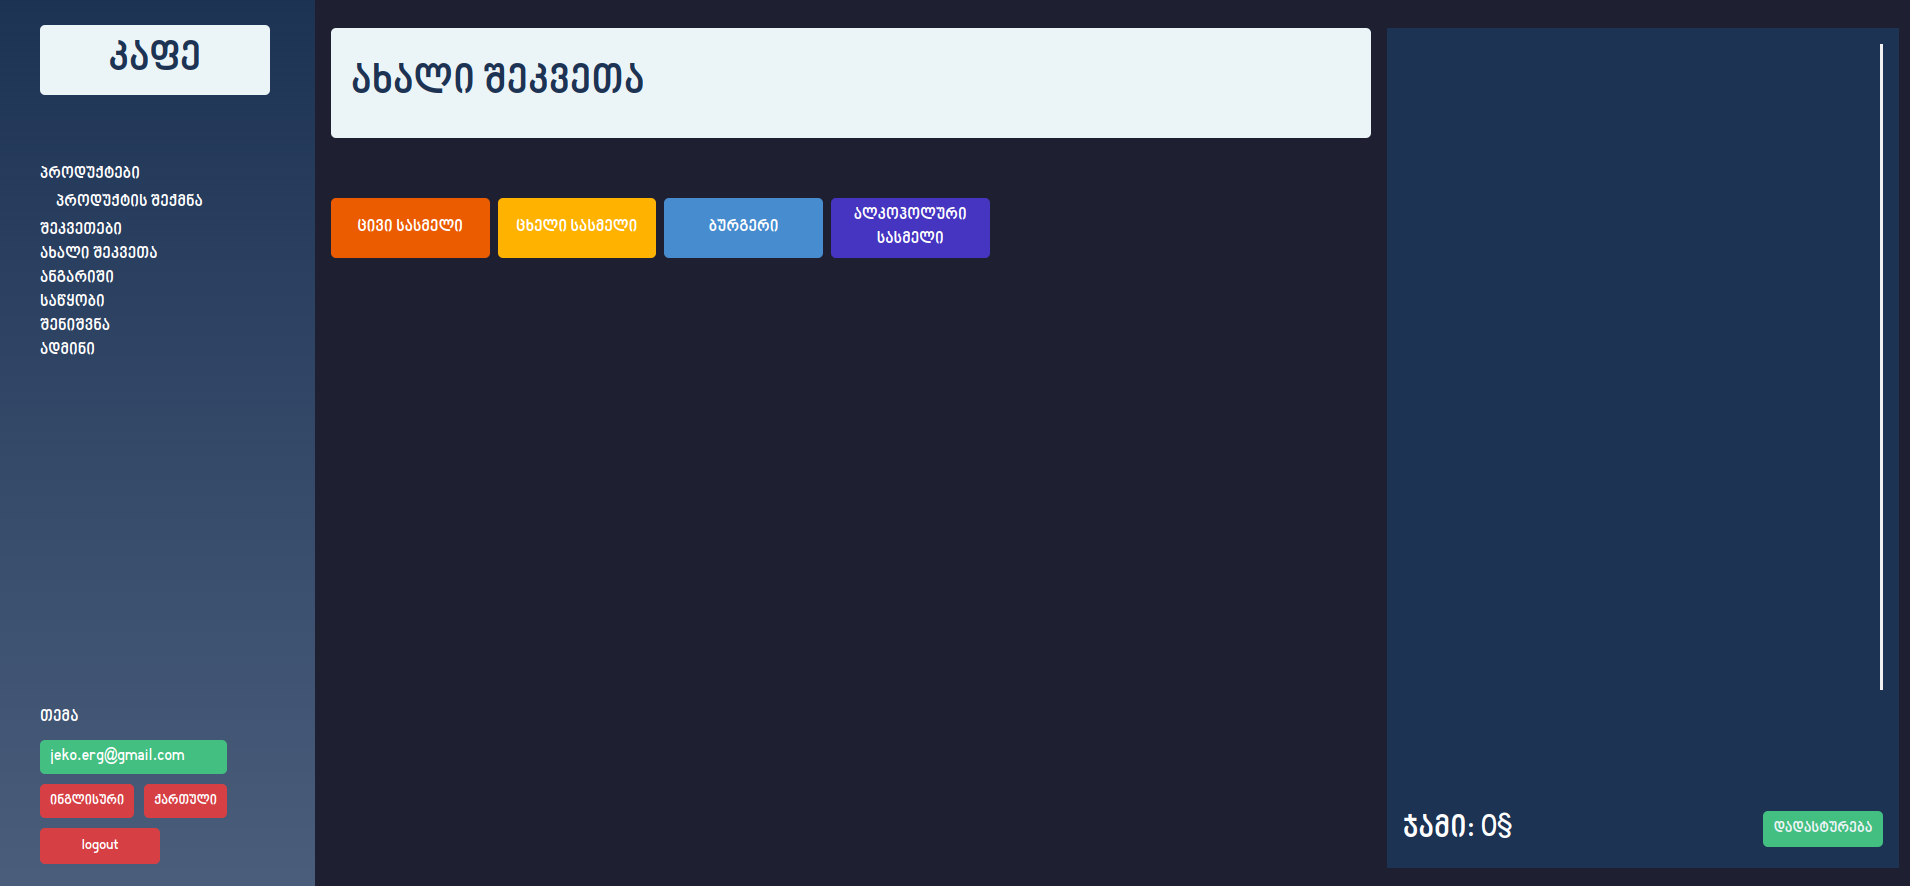 კაფე
პროდუქტები
პროდუქტის შექმნა
შეკვეთები
ახალი შეკვეთა
ანგარიში
საწყობი
შენიშვნა
ადმინი
თემა
jeko.erg@gmail.com
ინგლისური
ქართული
logout
ახალი შეკვეთა
ცივი სასმელი
ცხელი სასმელი
ბურგერი
ალკოჰოლური
სასმელი
ჯამი: 0§
დადასტურება